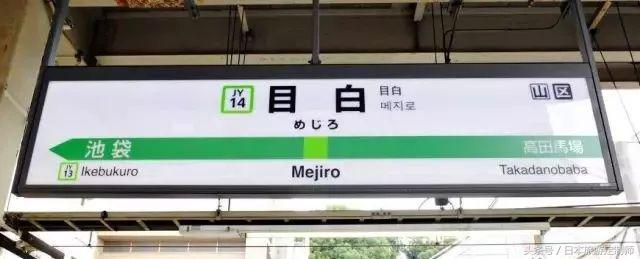 JY
14
目白
めじろ
目白
메지로
山 区
池袋
高田馬場
JY
13
Ikebukuro
Mejiro
Takadanobaba
头条号 / 日本旅游定制师